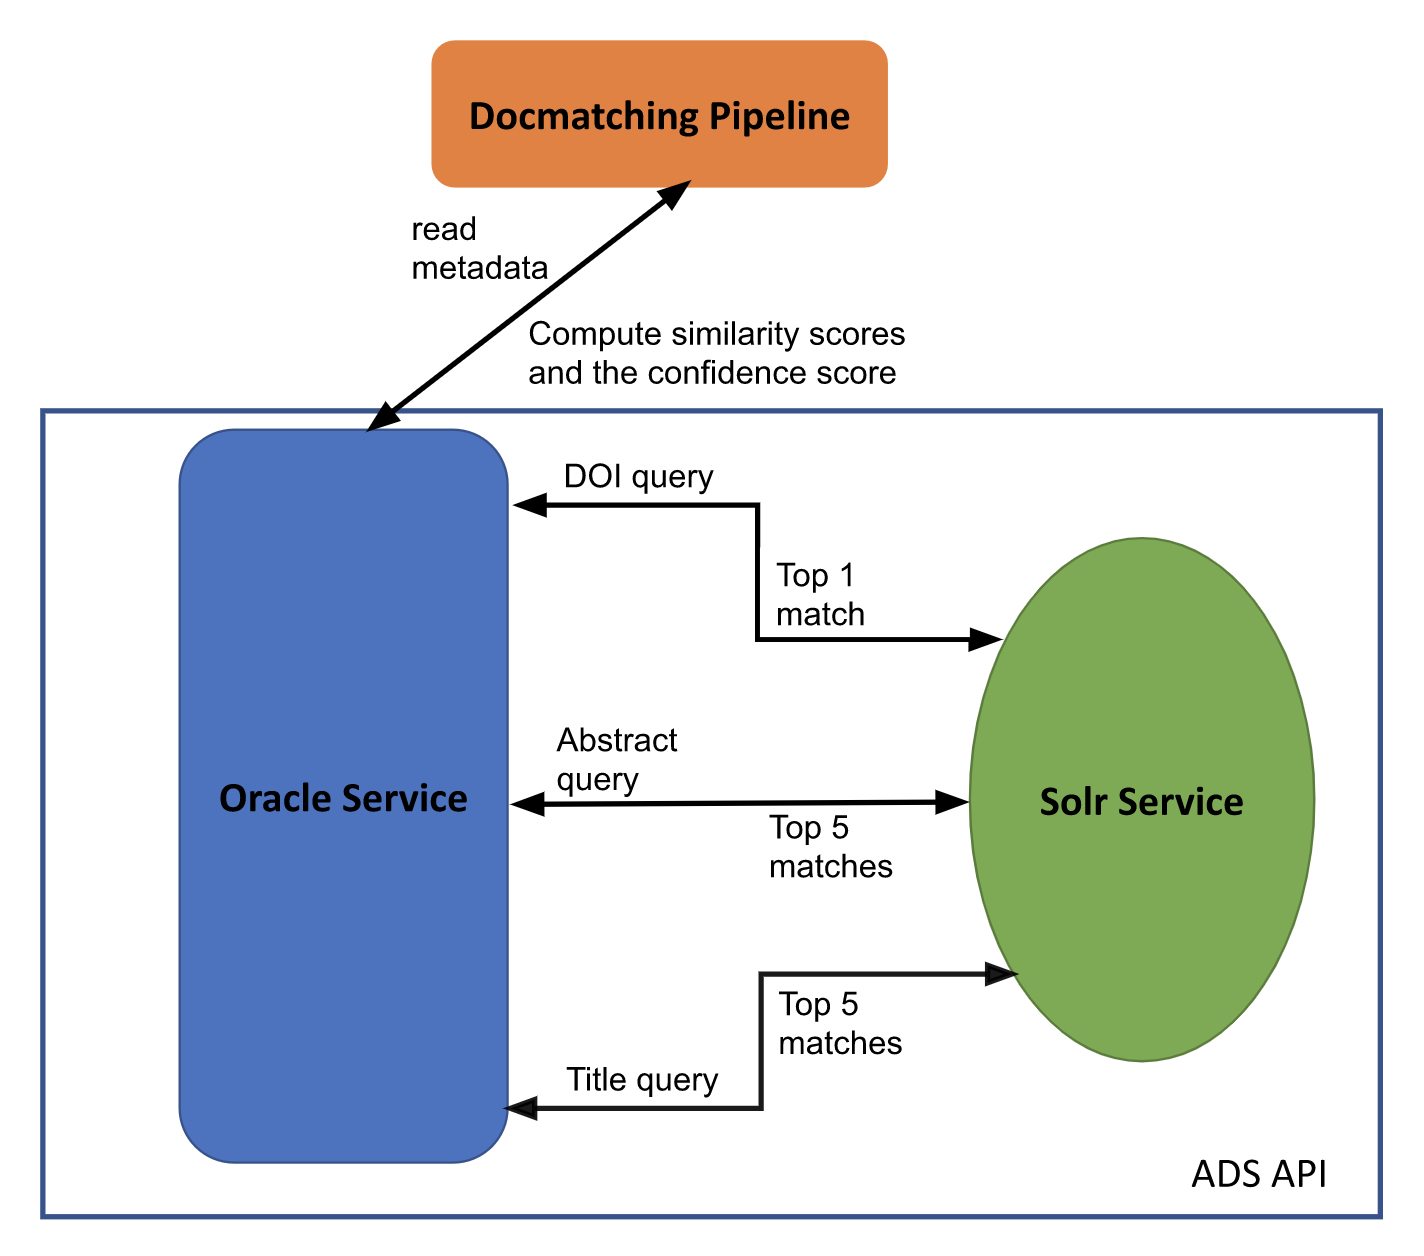 Docmatching Pipeline
read
metadata
Compute similarity scores
and the confidence score
DOI query
Top 1
match
Abstract
query
Oracle Service
Solr Service
Top 5
matches
Top 5
matches
Title query
ADS API